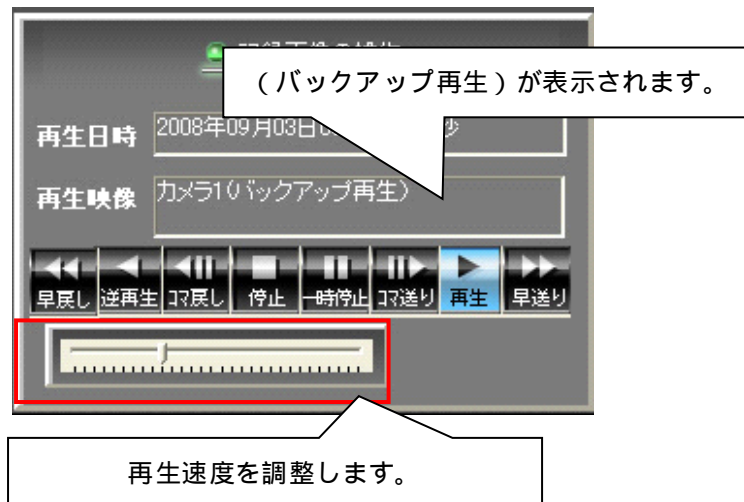 (バックアップ再生)が表示されます。
再生日時 2008年09月03日
再生映像 カメラ1(バックアップ再生)
早戻し 逆再生 コマ戻し 停止 一時停止 コマ送り 再生 早送り
再生速度を調整します。